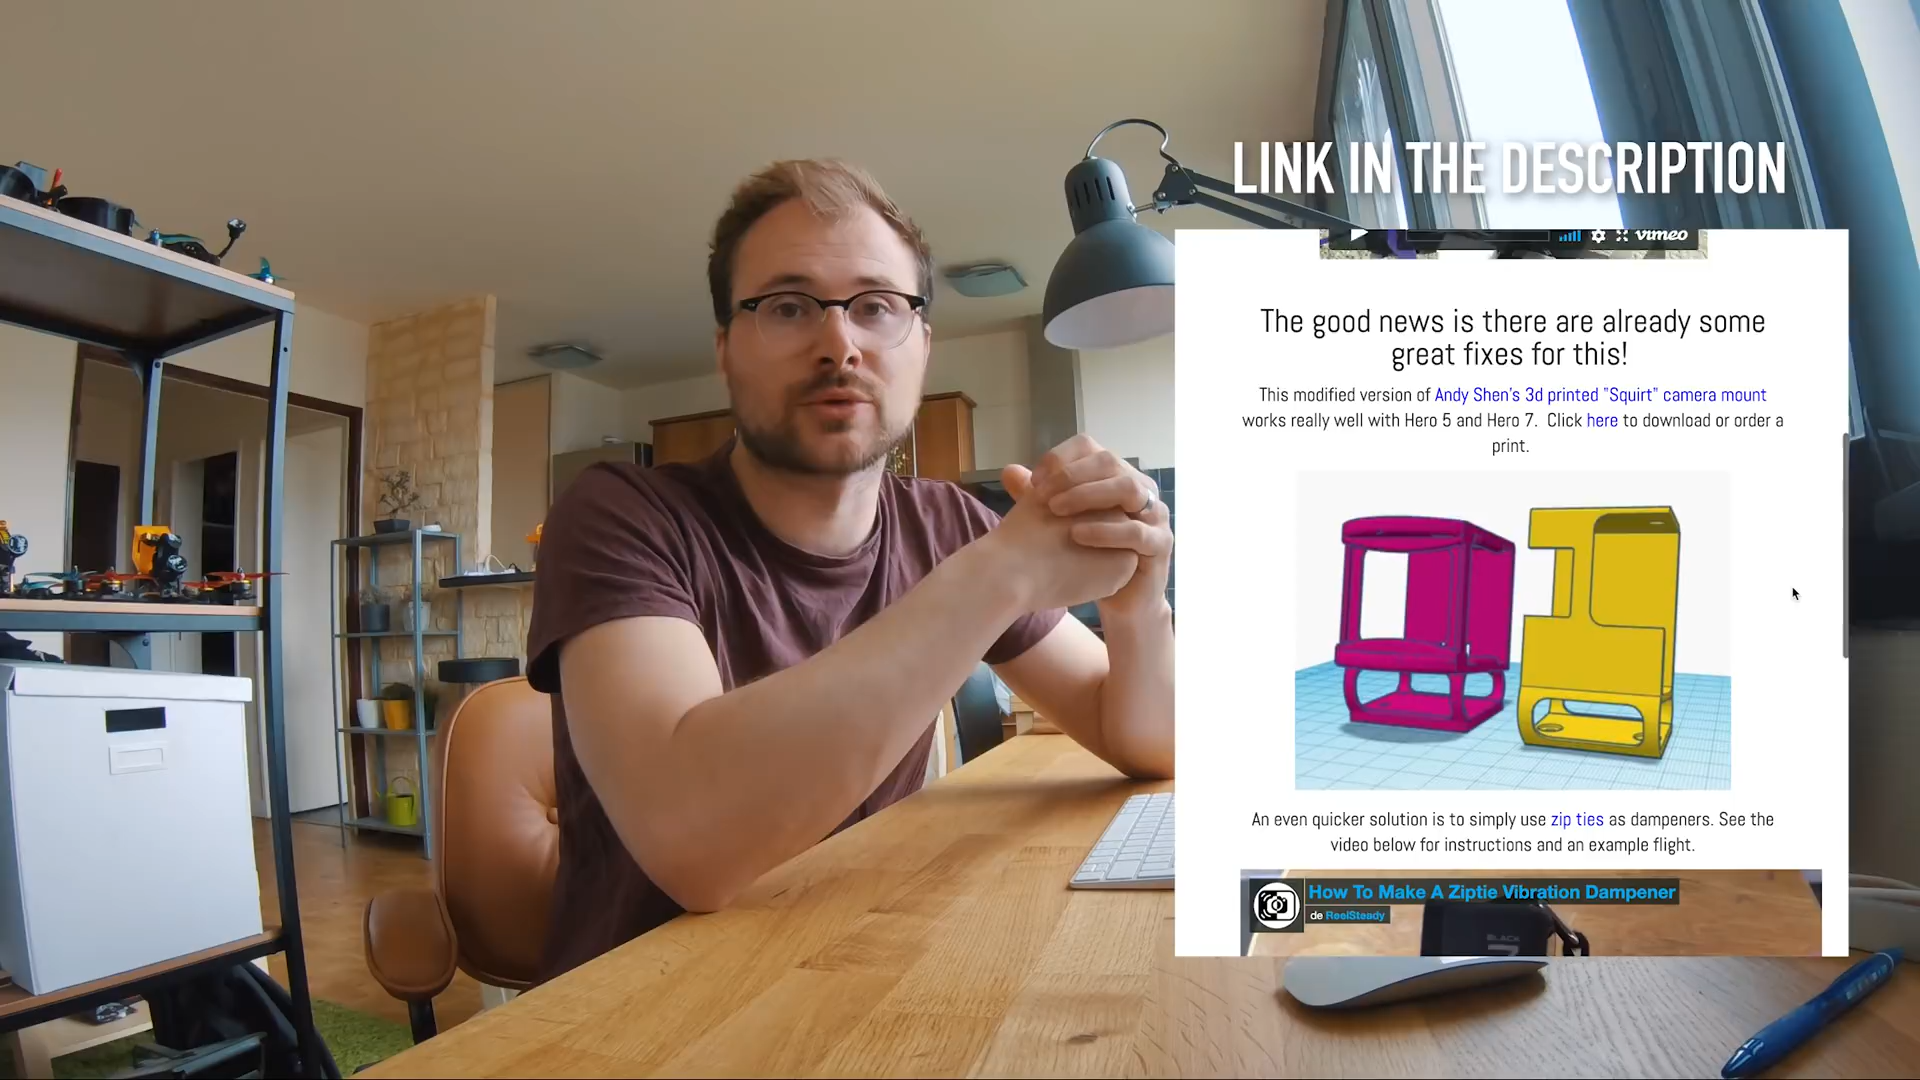 LINK IN THE DESCRIPTION
vimeo
The good news is there are already some
great fixes for this!
This modified version of Andy Shen's 3d printed "Squirt" camera mount
works really well with Hero 5 and Hero 7. Click here to download or order a
print.
An even quicker solution is to simply use zip ties as dampeners. See the
video below for instructions and an example flight.
How To Make A Ziptie Vibration Dampener
de ReelSteady
BLACK
7